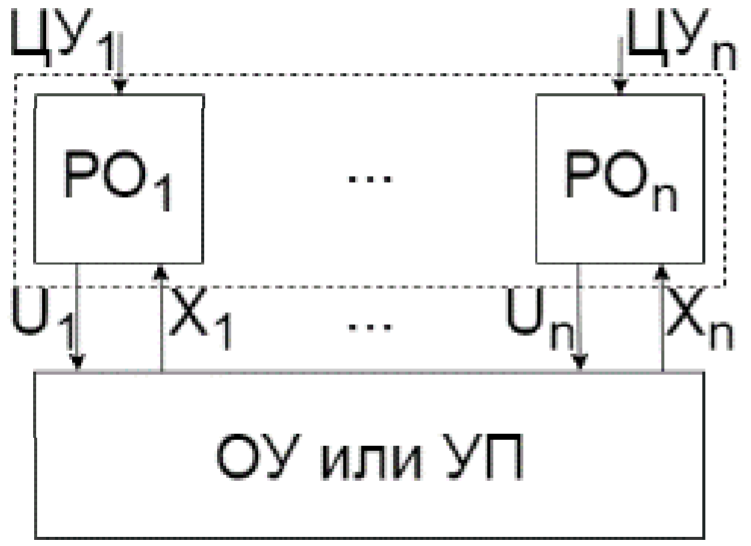 ЦУ1 ЦУn
РО1 ... РОn
U1 X1 ... Un Xn
ОУ или УП